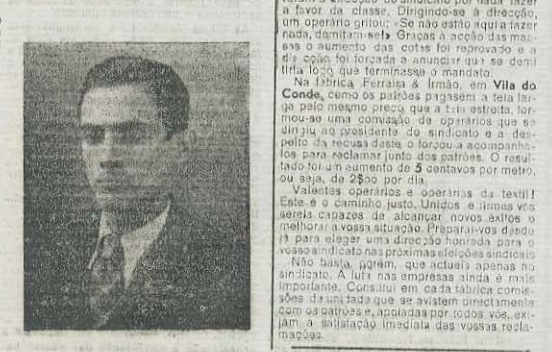 a favor da classe. Dirigindo-se à direcção,
um operário gritou: «Se não estão aqui a fazer
nada, demitam-se!» Graças à acção das mas-
sas o aumento das cotas foi reprovado e a
direcção foi forçada a anunciar que se demi
tiria logo que terminasse o mandato.
Na fábrica Ferreira & Irmão, em Vila do
Conde, como os patrões pagassem a tela lar-
ga pelo mesmo preço que a tela estreita, for-
mou-se uma comissão de operários que se
dirigiu ao presidente do sindicato e a des-
peito da recusa deste o forçou a acompanhá-
los para reclamar junto dos patrões. O resul-
tado foi um aumento de 5 centavos por metro,
ou seja, de 2$00 por dia.
Valentes operários e operárias da textil!
Este é o caminho justo. Unidos e firmes vós
sereis capazes de alcançar novos êxitos e
melhorar a vossa situação. Preparai-vos desde
já para eleger uma direcção honrada para o
vosso sindicato nas próximas eleições sindicais
Não basta, porém, que actueis apenas no
sindicato. A luta nas empresas ainda é mais
importante. Constitui em cada fábrica comis-
sões de unidade que se avistem directamente
com os patrões e, apoiadas por todos vós, exi-
jam a satisfação imediata das vossas recla-
mações.